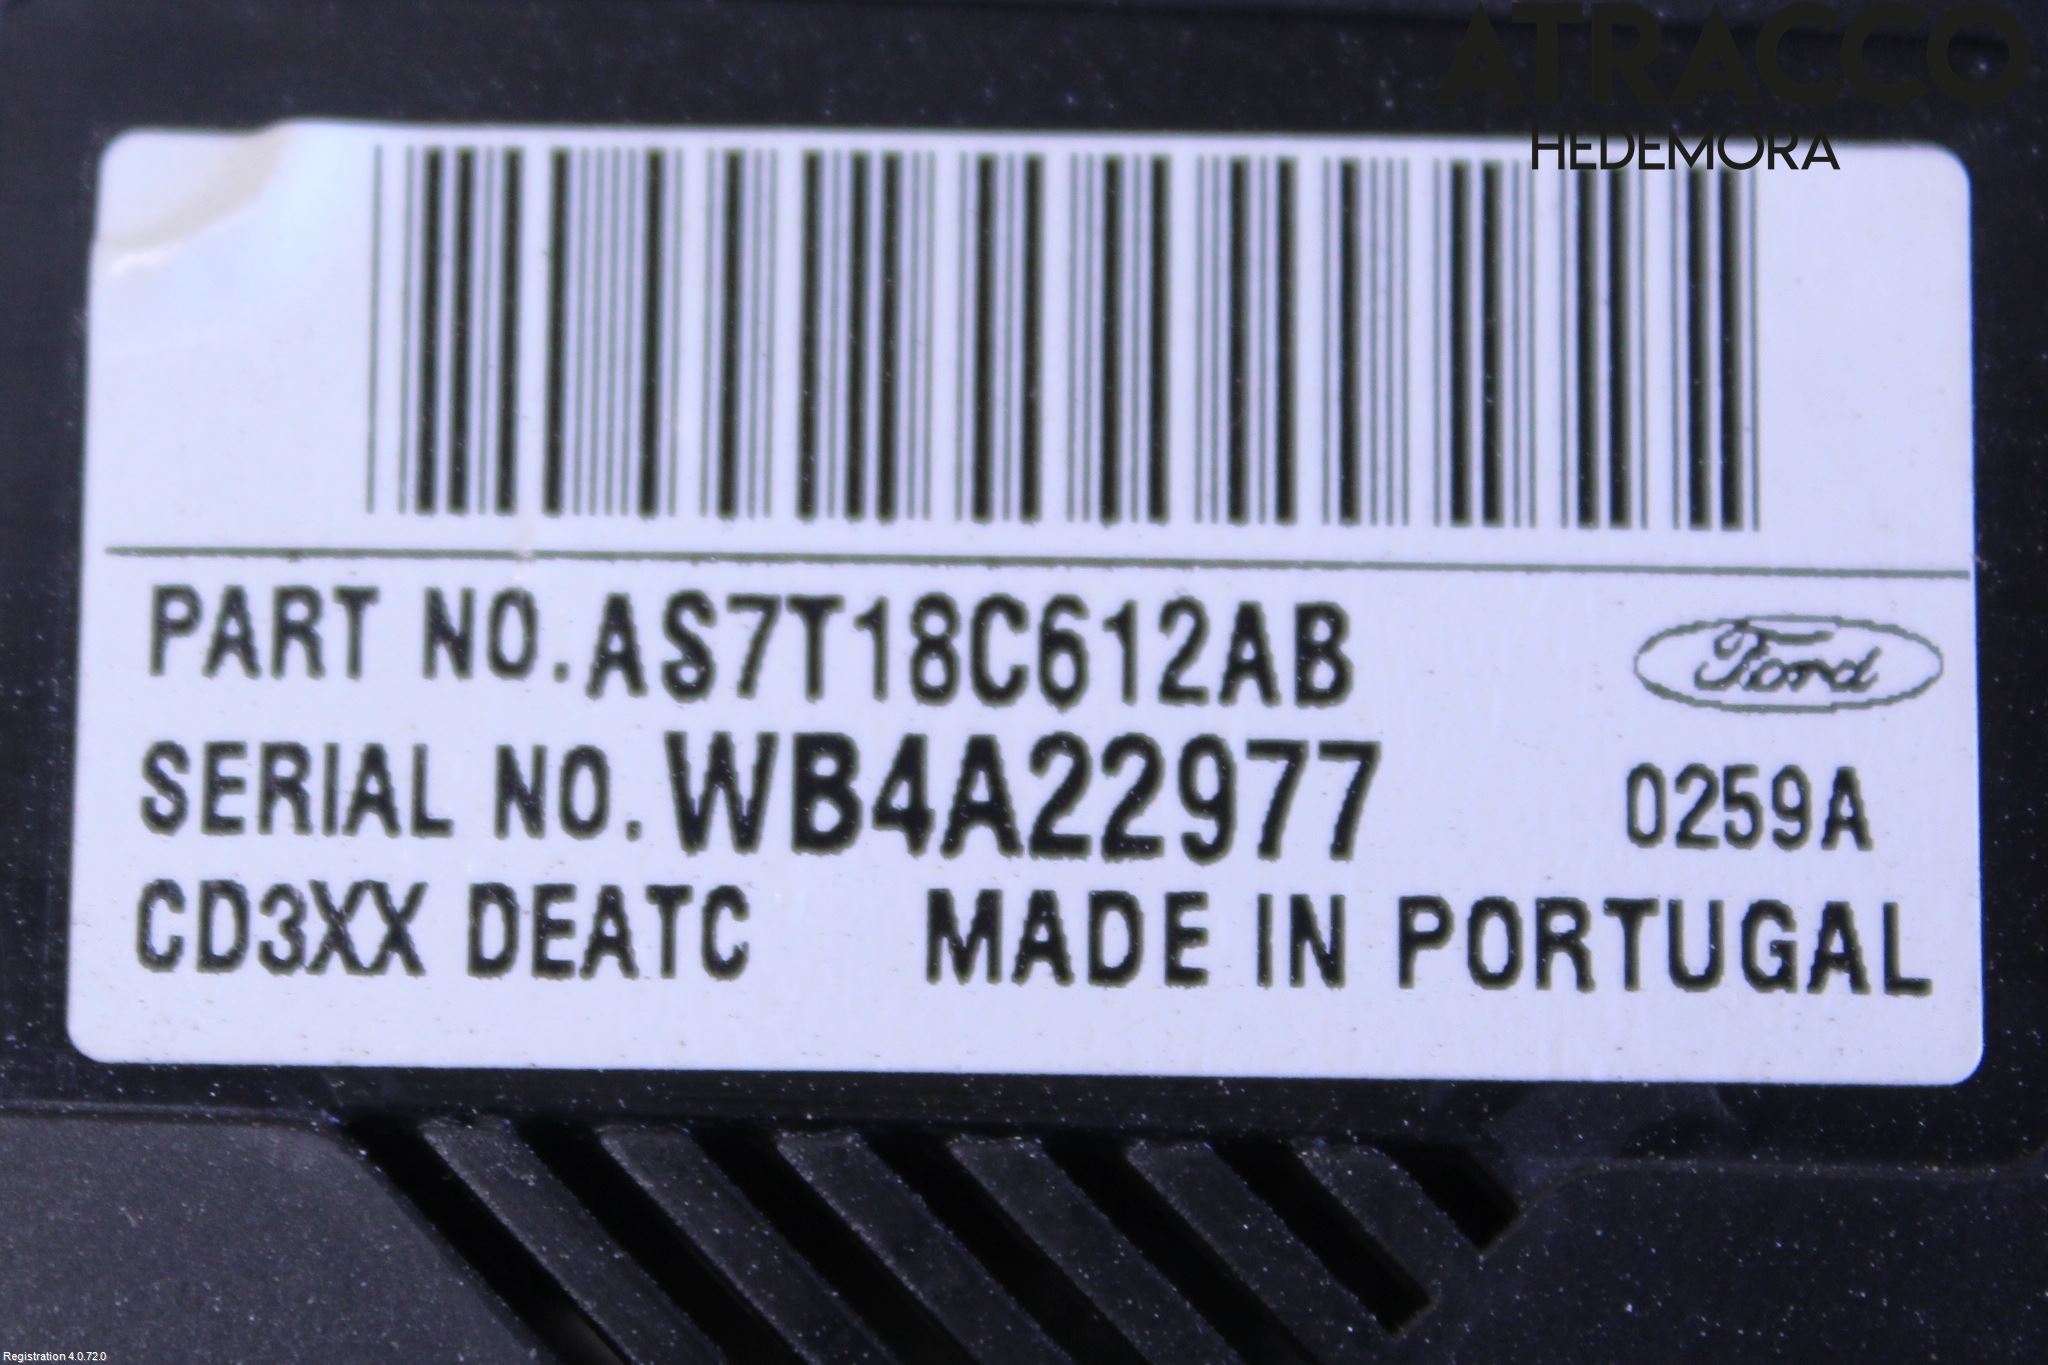 ATRACCO
HEDEMORA
PART NO.AS7T18C612AB
Ford
SERIAL NO.WB4A22977
0259A
CD3XX DEATC
MADE IN PORTUGAL
Registration 4.0.72.0